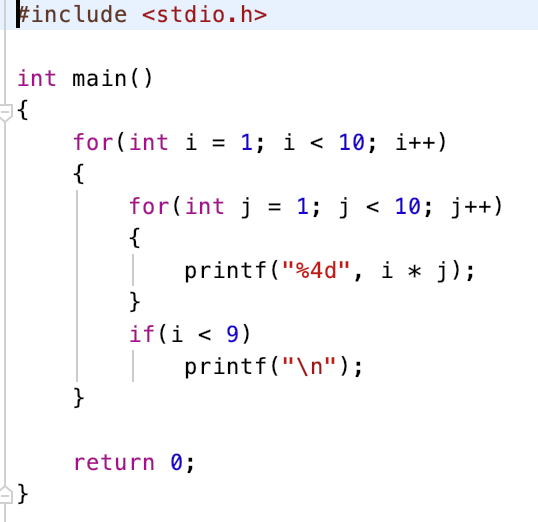 #include <stdio.h>
int main()
{
    for(int i = 1; i < 10; i++)
    {
        for(int j = 1; j < 10; j++)
        {
            printf("%4d", i * j);
        }
        if(i < 9)
            printf("\n");
    }
    return 0;
}